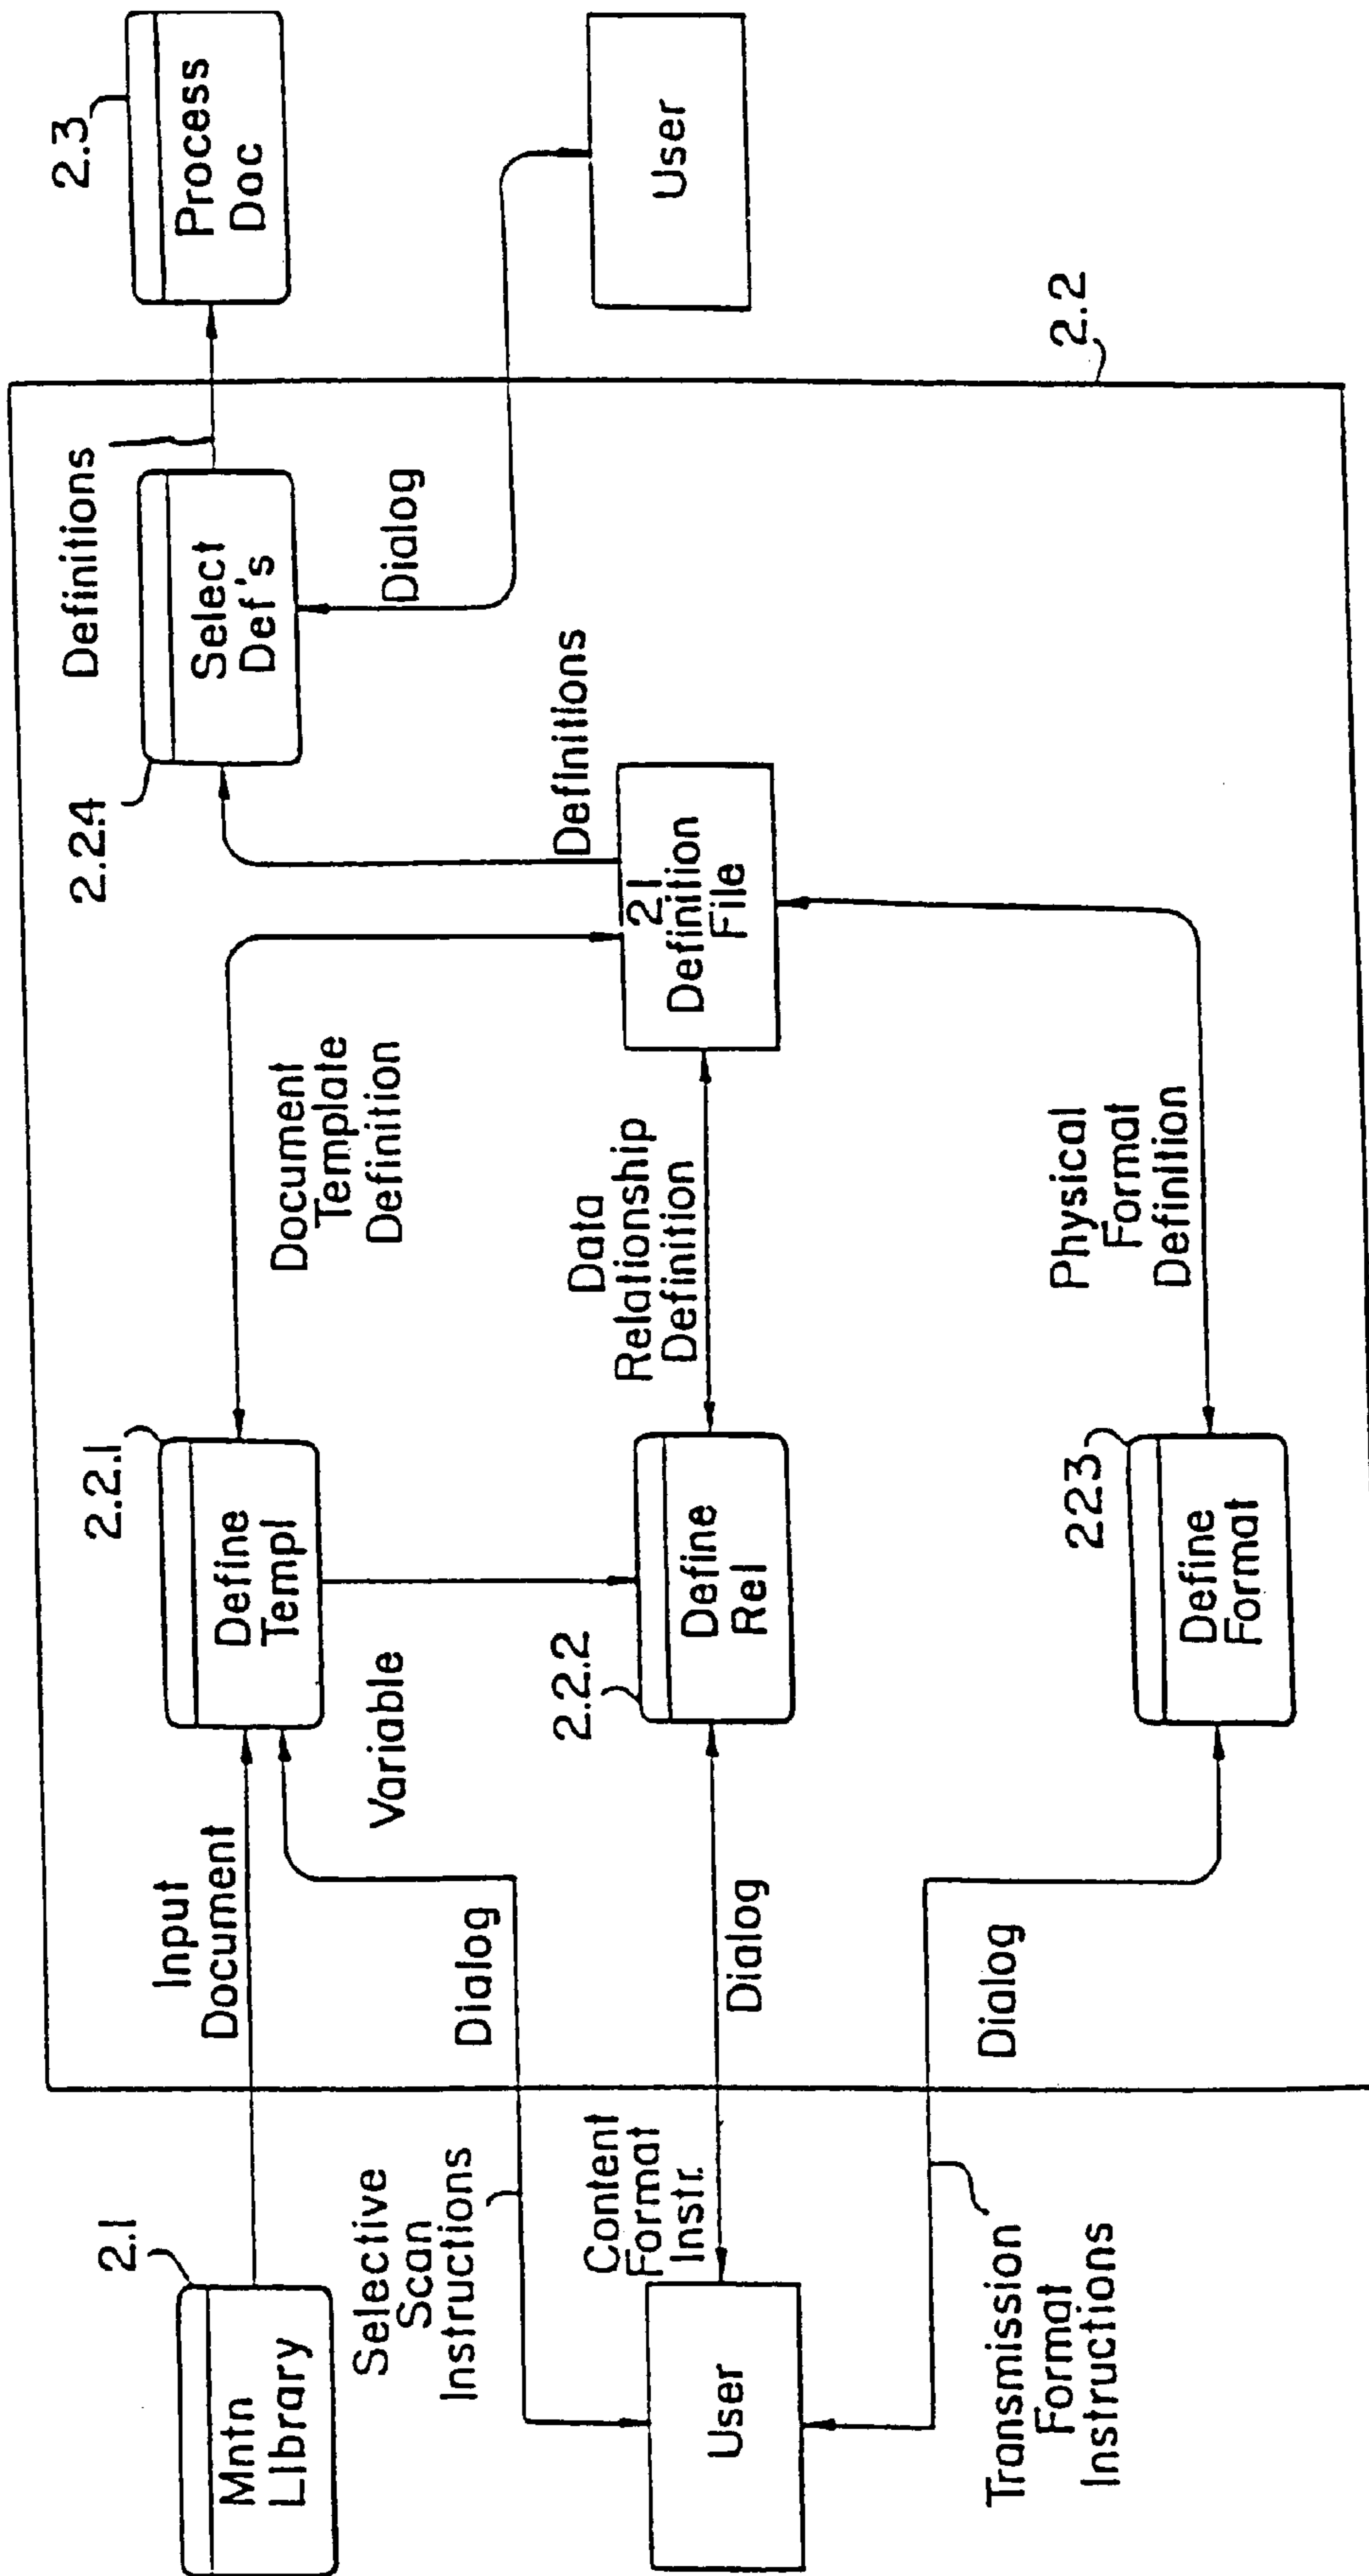 2.1
Mntn
Library
Input
Document
2.2.1
Define
Templ
Document
Template
Definition
2.2.4
Select
Def's
Definitions
2.3
Process
Doc
Selective
Scan
Instructions
Dialog
Variable
Dialog
User
Content
Format
Instr.
Dialog
2.2.2
Define
Rel
Data
Relationship
Definition
2.1
Definition
File
Definitions
User
Transmission
Format
Instructions
Dialog
223
Define
Format
Physical
Format
Definition
2.2